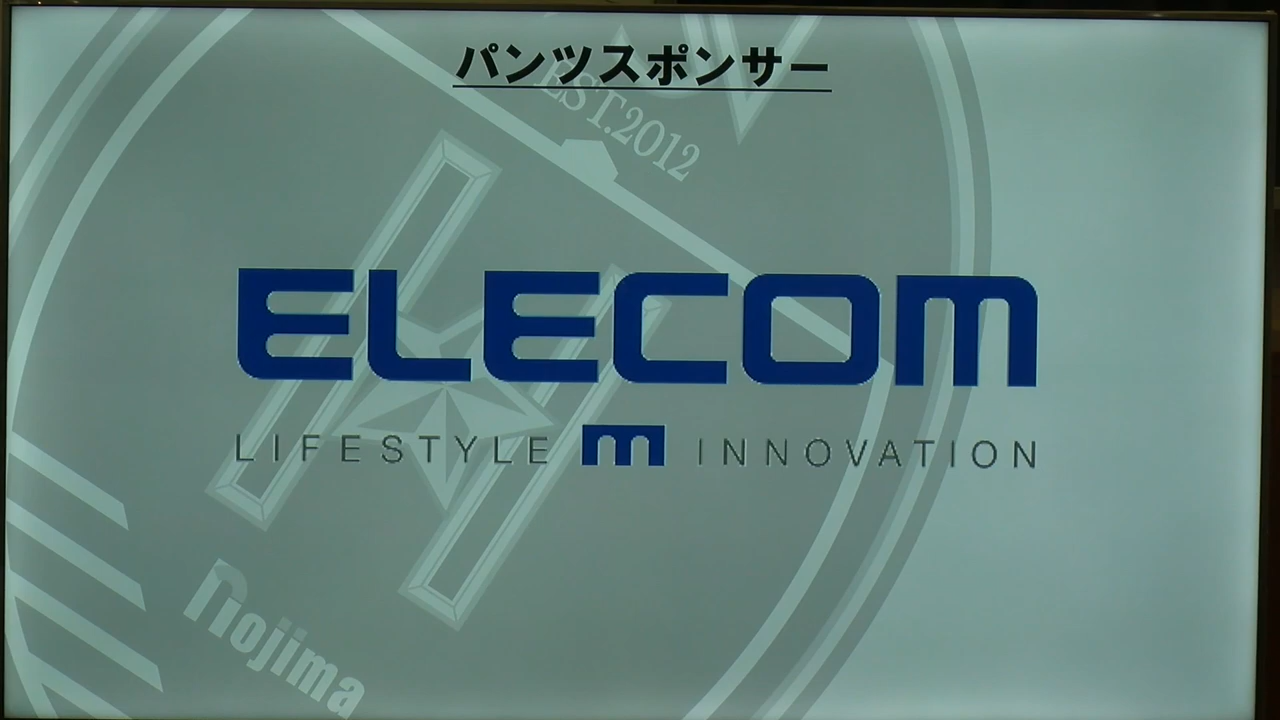 パンツスポンサー
EST.2012
ELECOM
LIFESTYLE m INNOVATION
nojima